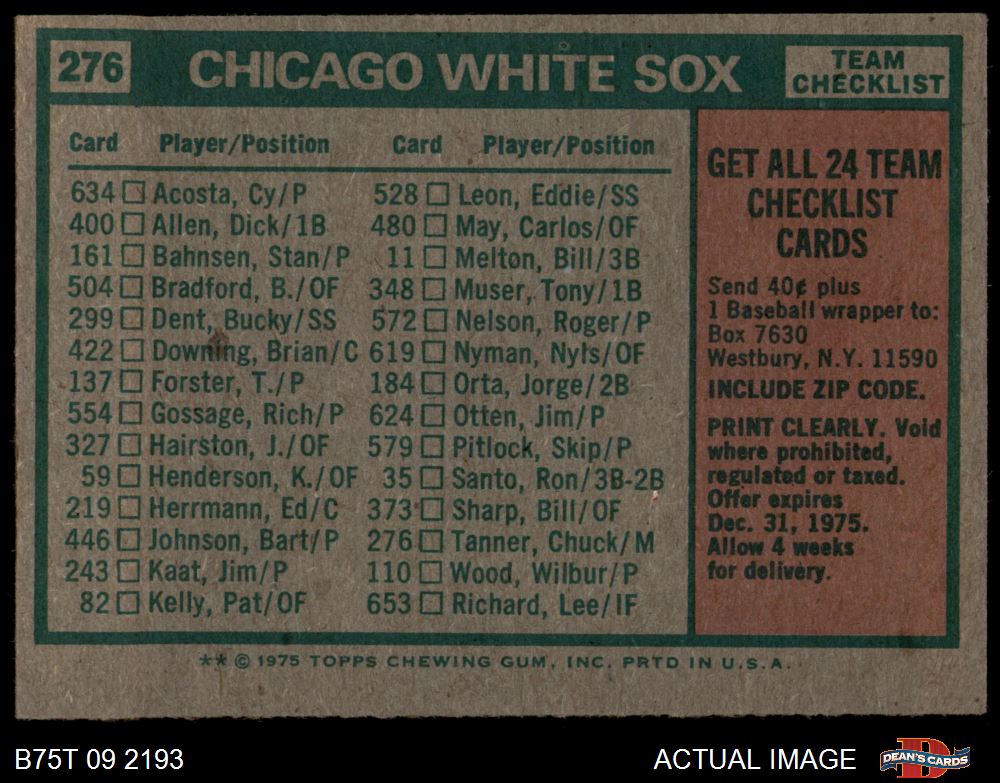 276
CHICAGO WHITE SOX
TEAM
CHECKLIST
Card Player/Position Card Player/Position
634 □ Acosta, Cy/P 528 □ Leon, Eddie/SS
400 □ Allen, Dick/1B 480 □ May, Carlos/OF
161 □ Bahnsen, Stan/P 11 □ Melton, Bill/3B
504 □ Bradford, B./OF 348 □ Muser, Tony/1B
299 □ Dent, Bucky/SS 572 □ Nelson, Roger/P
422 □ Downing, Brian/C 619 □ Nyman, Nyls/OF
137 □ Forster, T./P 184 □ Orta, Jorge/2B
554 □ Gossage, Rich/P 624 □ Otten, Jim/P
327 □ Hairston, J./OF 579 □ Pitlock, Skip/P
59 □ Henderson, K./OF 35 □ Santo, Ron/3B-2B
219 □ Herrmann, Ed/C 373 □ Sharp, Bill/OF
446 □ Johnson, Bart/P 276 □ Tanner, Chuck/M
243 □ Kaat, Jim/P 110 □ Wood, Wilbur/P
82 □ Kelly, Pat/OF 653 □ Richard, Lee/IF
GET ALL 24 TEAM
CHECKLIST
CARDS
Send 40¢ plus
1 Baseball wrapper to:
Box 7630
Westbury, N.Y. 11590
INCLUDE ZIP CODE.
PRINT CLEARLY. Void
where prohibited,
regulated or taxed.
Offer expires
Dec. 31, 1975.
Allow 4 weeks
for delivery.
** © 1975 TOPPS CHEWING GUM, INC. PRTD IN U.S.A.
B75T 09 2193
ACTUAL IMAGE
D
DEAN'S CARDS